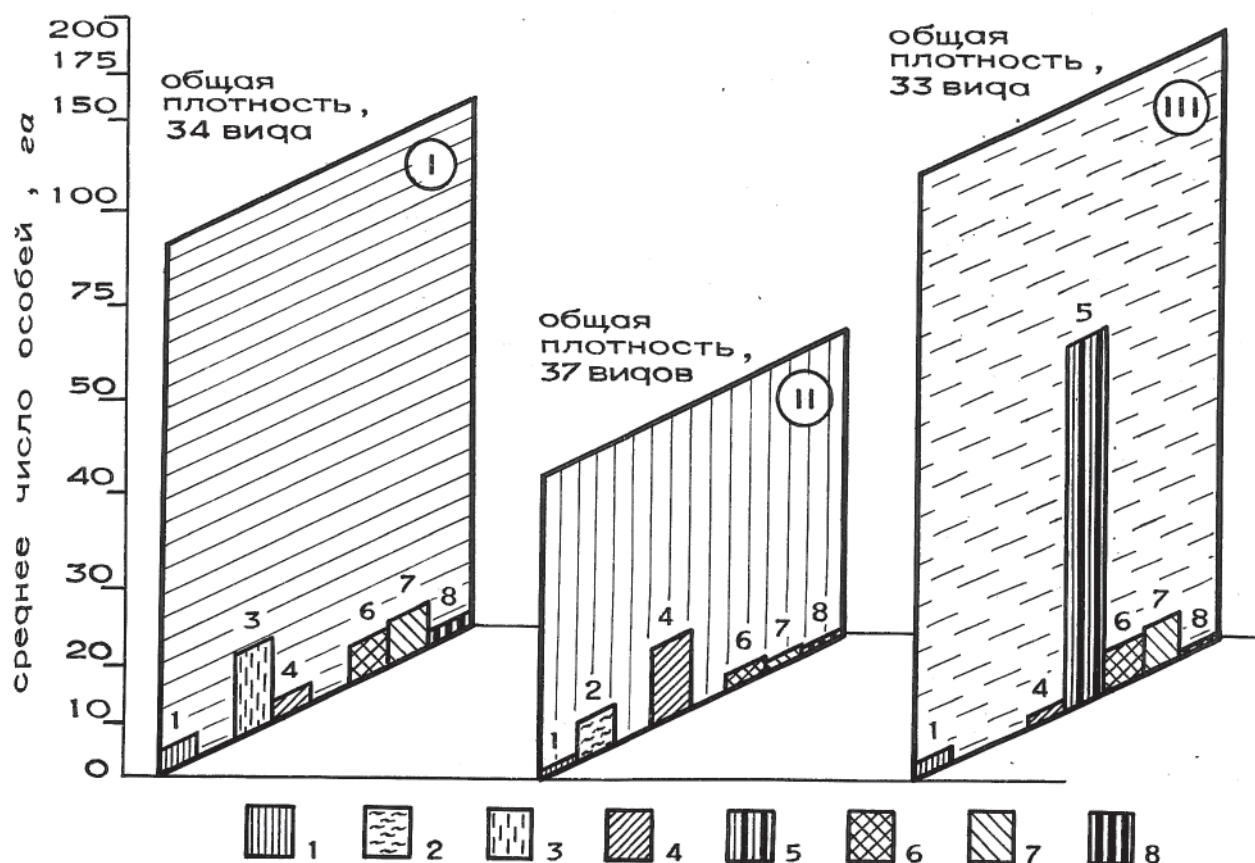 среднее число особей, га
200
175
150
100
75
50
40
30
20
10
0
общая
плотность,
34 вида
I
1
3
4
6
7
8
общая
плотность,
37 видов
II
1
2
4
6
7
8
общая
плотность,
33 вида
III
1
4
5
6
7
8
1 2 3 4 5 6 7 8